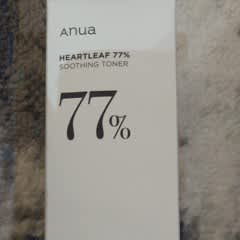 Anua
HEARTLEAF 77%
SOOTHING TONER
77%